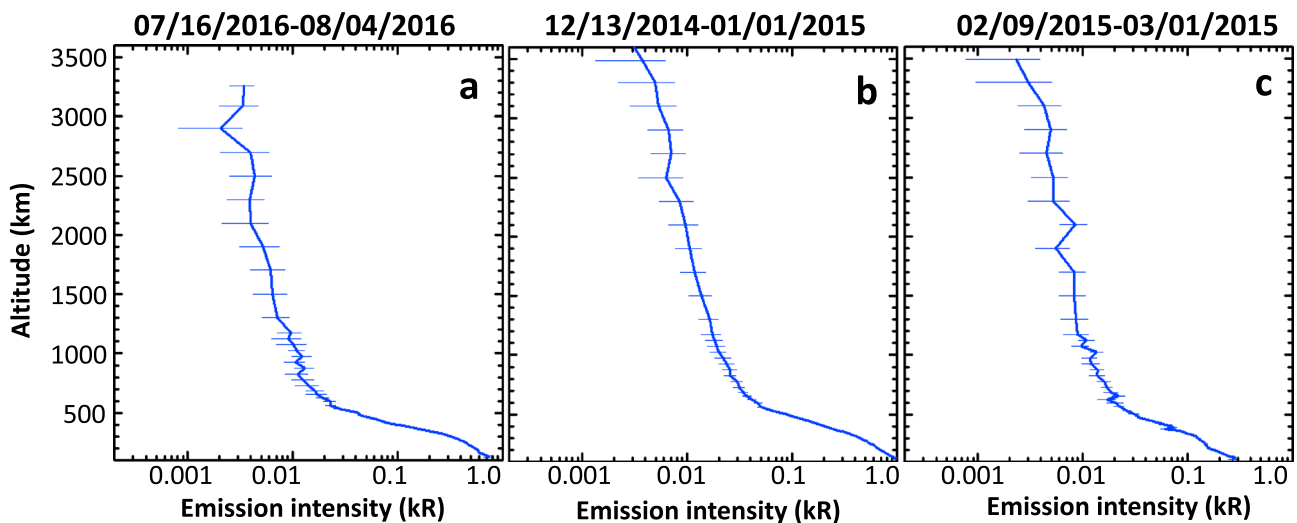 07/16/2016-08/04/2016 12/13/2014-01/01/2015 02/09/2015-03/01/2015
a b c
3500
3000
2500
2000
1500
1000
500
Altitude (km)
0.001 0.01 0.1 1.0 0.001 0.01 0.1 1.0 0.001 0.01 0.1 1.0
Emission intensity (kR) Emission intensity (kR) Emission intensity (kR)